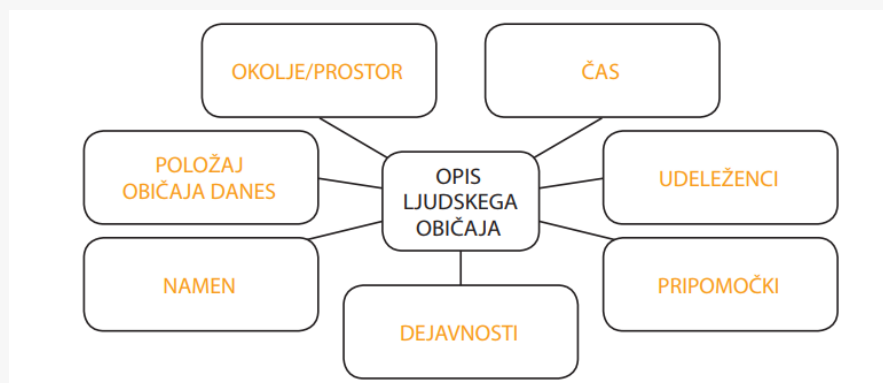 OKOLJE/PROSTOR
ČAS
POLOŽAJ
OBIČAJA DANES
OPIS
LJUDSKEGA
OBIČAJA
UDELEŽENCI
NAMEN
PRIPOMOČKI
DEJAVNOSTI